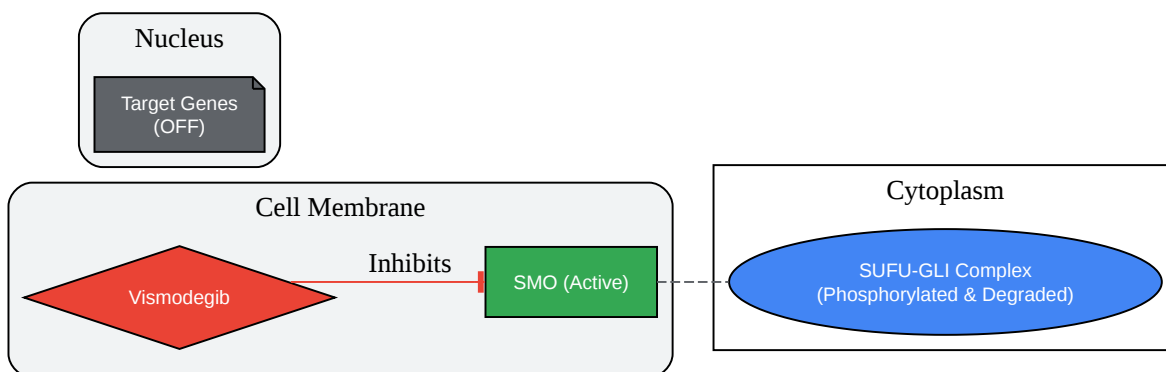 Nucleus
Target Genes
(OFF)
Cell Membrane
Inhibits
Vismodegib
SMO (Active)
Cytoplasm
SUFU-GLI Complex
(Phosphorylated & Degraded)